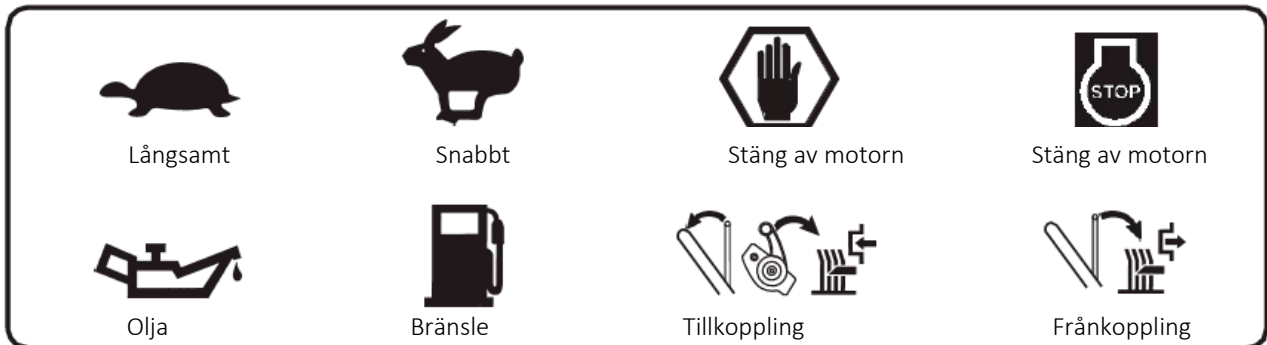 STOP
Långsamt
Snabbt
Stäng av motorn
Stäng av motorn
Olja
Bränsle
Tillkoppling
Frånkoppling